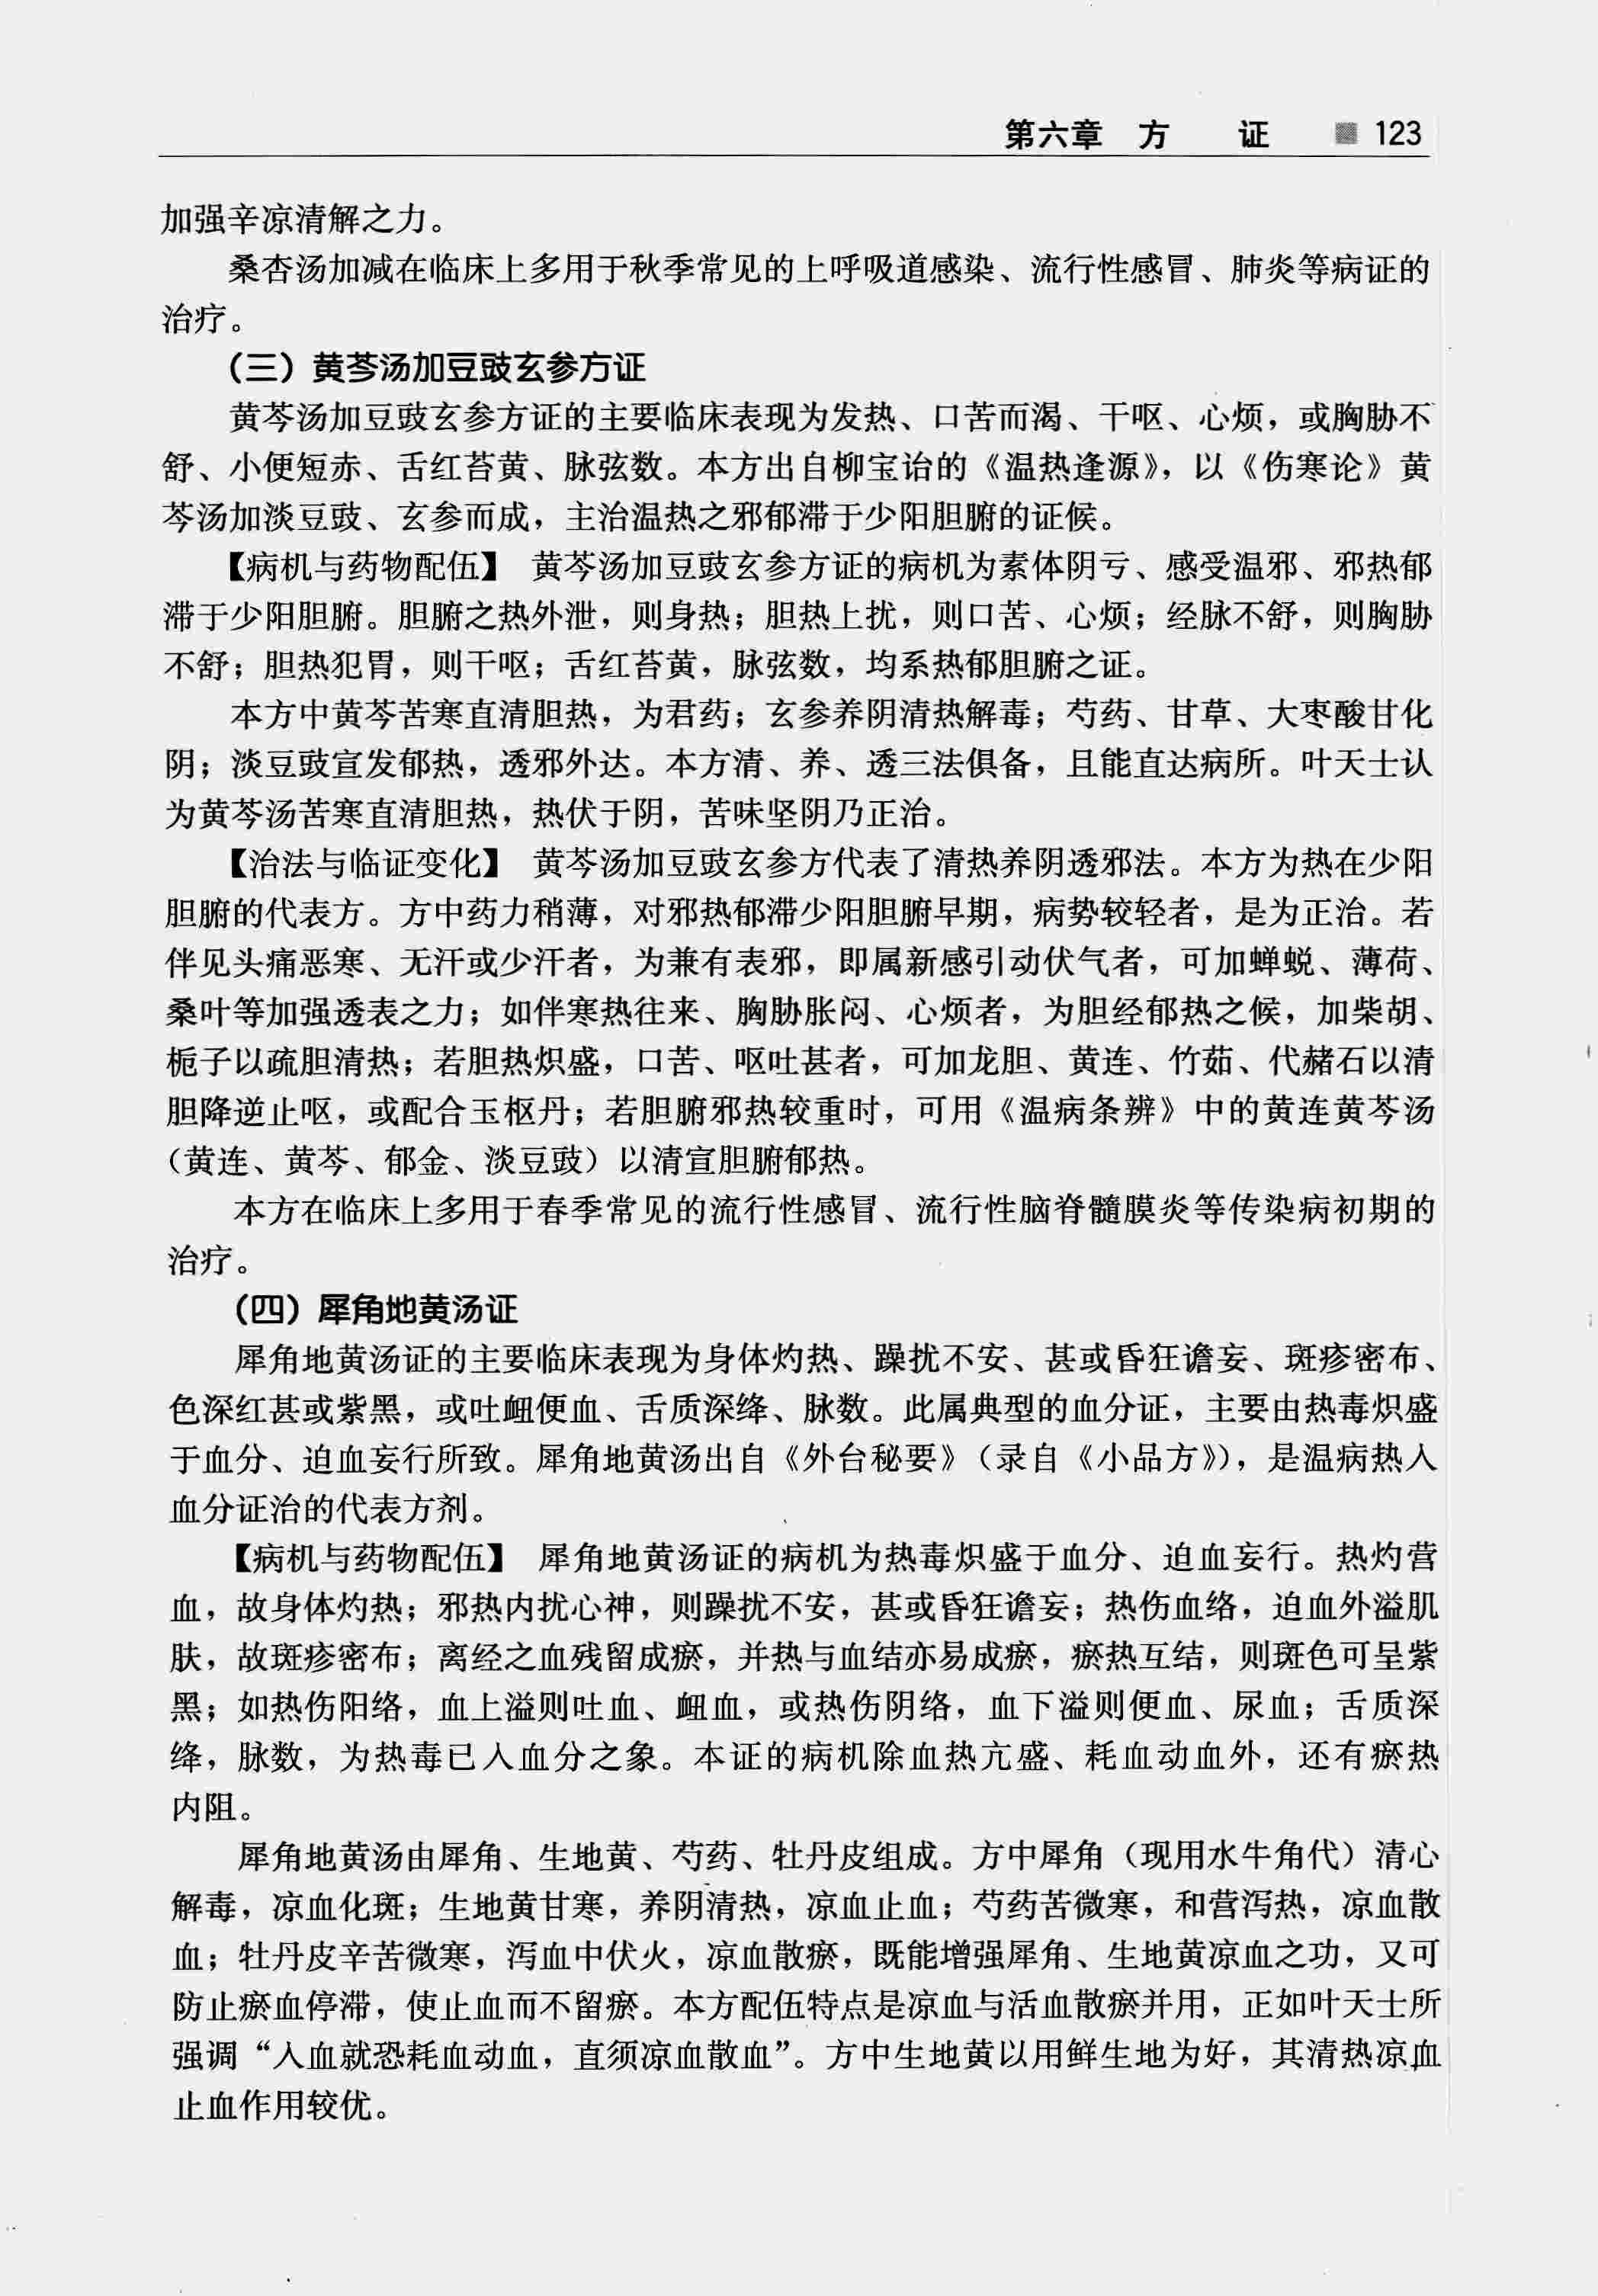 第六章　方　　证　■ 123
加强辛凉清解之力。
桑杏汤加减在临床上多用于秋季常见的上呼吸道感染、流行性感冒、肺炎等病证的
治疗。
（三）黄芩汤加豆豉玄参方证
黄芩汤加豆豉玄参方证的主要临床表现为发热、口苦而渴、干呕、心烦，或胸胁不
舒、小便短赤、舌红苔黄、脉弦数。本方出自柳宝诒的《温热逢源》，以《伤寒论》黄
芩汤加淡豆豉、玄参而成，主治温热之邪郁滞于少阳胆腑的证候。
【病机与药物配伍】　黄芩汤加豆豉玄参方证的病机为素体阴亏、感受温邪、邪热郁
滞于少阳胆腑。胆腑之热外泄，则身热；胆热上扰，则口苦、心烦；经脉不舒，则胸胁
不舒；胆热犯胃，则干呕；舌红苔黄，脉弦数，均系热郁胆腑之证。
本方中黄芩苦寒直清胆热，为君药；玄参养阴清热解毒；芍药、甘草、大枣酸甘化
阴；淡豆豉宣发郁热，透邪外达。本方清、养、透三法俱备，且能直达病所。叶天士认
为黄芩汤苦寒直清胆热，热伏于阴，苦味坚阴乃正治。
【治法与临证变化】　黄芩汤加豆豉玄参方代表了清热养阴透邪法。本方为热在少阳
胆腑的代表方。方中药力稍薄，对邪热郁滞少阳胆腑早期，病势较轻者，是为正治。若
伴见头痛恶寒、无汗或少汗者，为兼有表邪，即属新感引动伏气者，可加蝉蜕、薄荷、
桑叶等加强透表之力；如伴寒热往来、胸胁胀闷、心烦者，为胆经郁热之候，加柴胡、
栀子以疏胆清热；若胆热炽盛，口苦、呕吐甚者，可加龙胆、黄连、竹茹、代赭石以清
胆降逆止呕，或配合玉枢丹；若胆腑邪热较重时，可用《温病条辨》中的黄连黄芩汤
（黄连、黄芩、郁金、淡豆豉）以清宣胆腑郁热。
本方在临床上多用于春季常见的流行性感冒、流行性脑脊髓膜炎等传染病初期的
治疗。
（四）犀角地黄汤证
犀角地黄汤证的主要临床表现为身体灼热、躁扰不安、甚或昏狂谵妄、斑疹密布、
色深红甚或紫黑，或吐衄便血、舌质深绛、脉数。此属典型的血分证，主要由热毒炽盛
于血分、迫血妄行所致。犀角地黄汤出自《外台秘要》（录自《小品方》），是温病热入
血分证治的代表方剂。
【病机与药物配伍】　犀角地黄汤证的病机为热毒炽盛于血分、迫血妄行。热灼营
血，故身体灼热；邪热内扰心神，则躁扰不安，甚或昏狂谵妄；热伤血络，迫血外溢肌
肤，故斑疹密布；离经之血残留成瘀，并热与血结亦易成瘀，瘀热互结，则斑色可呈紫
黑；如热伤阳络，血上溢则吐血、衄血，或热伤阴络，血下溢则便血、尿血；舌质深
绛，脉数，为热毒已入血分之象。本证的病机除血热亢盛、耗血动血外，还有瘀热
内阻。
犀角地黄汤由犀角、生地黄、芍药、牡丹皮组成。方中犀角（现用水牛角代）清心
解毒，凉血化斑；生地黄甘寒，养阴清热，凉血止血；芍药苦微寒，和营泻热，凉血散
血；牡丹皮辛苦微寒，泻血中伏火，凉血散瘀，既能增强犀角、生地黄凉血之功，又可
防止瘀血停滞，使止血而不留瘀。本方配伍特点是凉血与活血散瘀并用，正如叶天士所
强调“入血就恐耗血动血，直须凉血散血”。方中生地黄以用鲜生地为好，其清热凉血
止血作用较优。